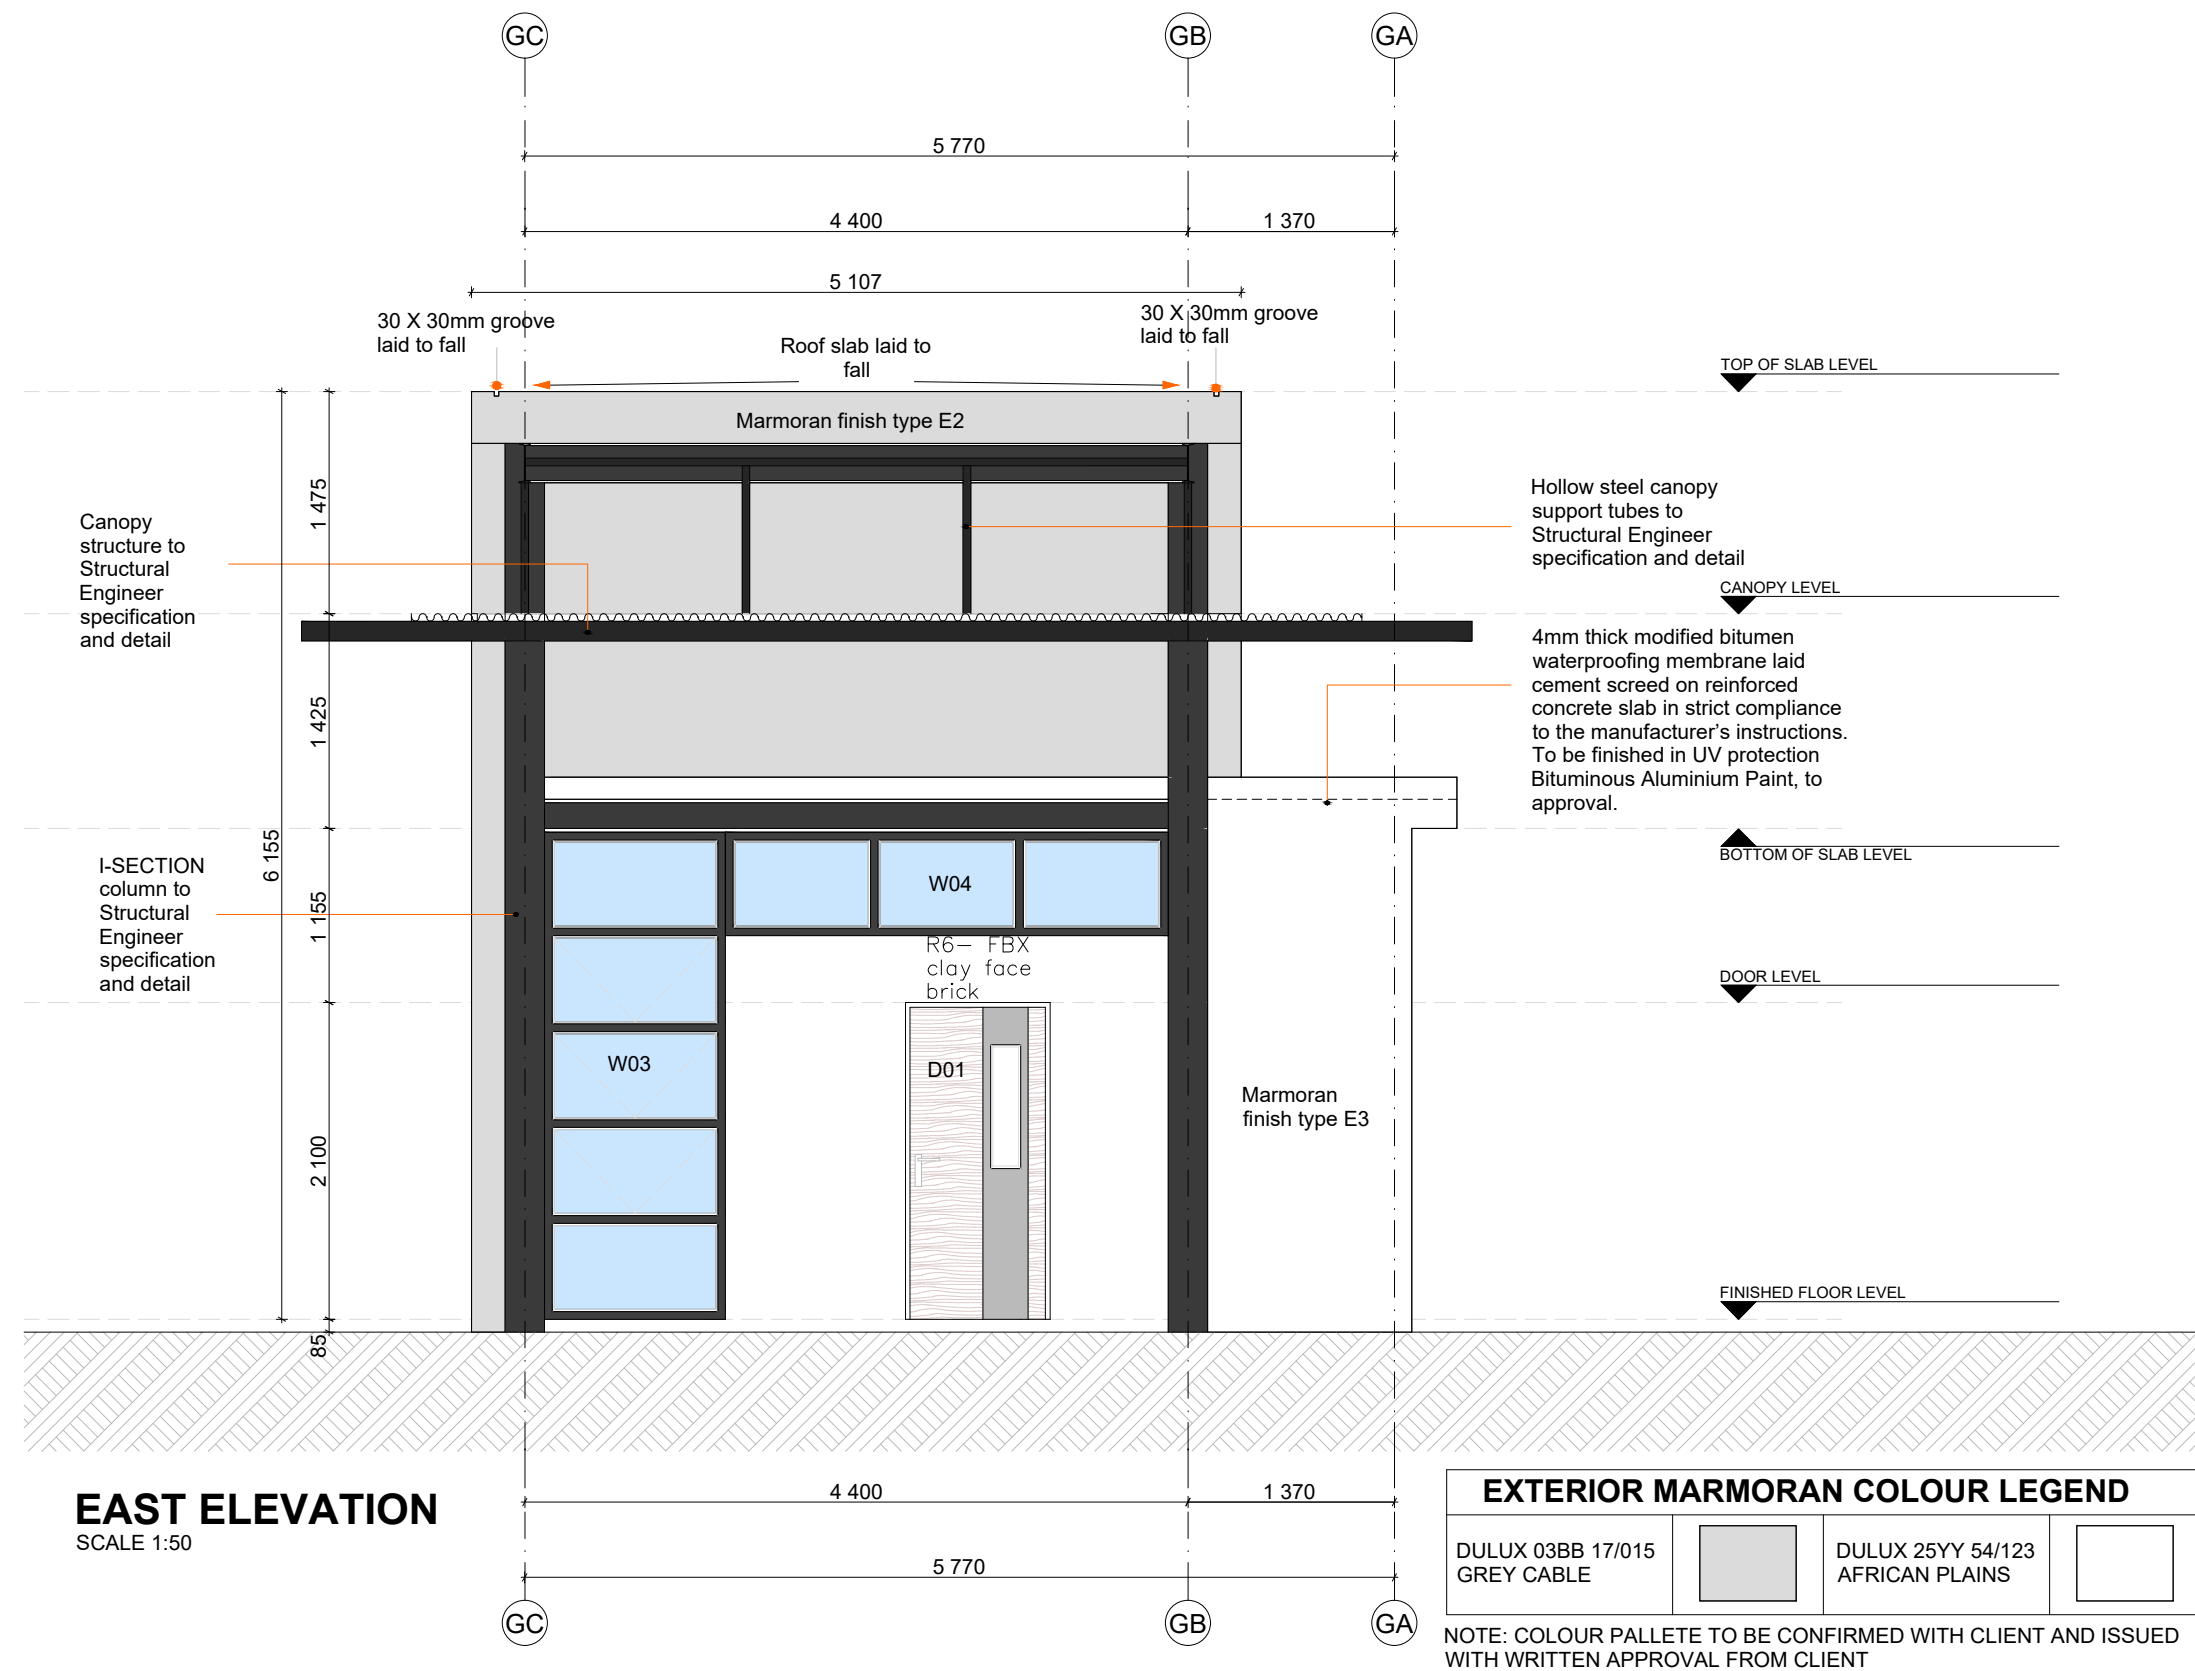 GC
GB
GA
5 770
4 400
1 370
5 107
30 X 30mm groove
laid to fall
30 X 30mm groove
laid to fall
Roof slab laid to
fall
TOP OF SLAB LEVEL
Marmoran finish type E2
1 475
Canopy
structure to
Structural
Engineer
specification
and detail
Hollow steel canopy
support tubes to
Structural Engineer
specification and detail
CANOPY LEVEL
4mm thick modified bitumen
waterproofing membrane laid
cement screed on reinforced
concrete slab in strict compliance
to the manufacturer's instructions.
To be finished in UV protection
Bituminous Aluminium Paint, to
approval.
1 425
6 155
BOTTOM OF SLAB LEVEL
I-SECTION
column to
Structural
Engineer
specification
and detail
1 155
W04
R6– FBX
clay face
brick
DOOR LEVEL
W03
D01
Marmoran
finish type E3
2 100
FINISHED FLOOR LEVEL
85
EAST ELEVATION
SCALE 1:50
4 400
1 370
5 770
GC
GB
GA
EXTERIOR MARMORAN COLOUR LEGEND
DULUX 03BB 17/015
GREY CABLE
DULUX 25YY 54/123
AFRICAN PLAINS
NOTE: COLOUR PALLETE TO BE CONFIRMED WITH CLIENT AND ISSUED
WITH WRITTEN APPROVAL FROM CLIENT